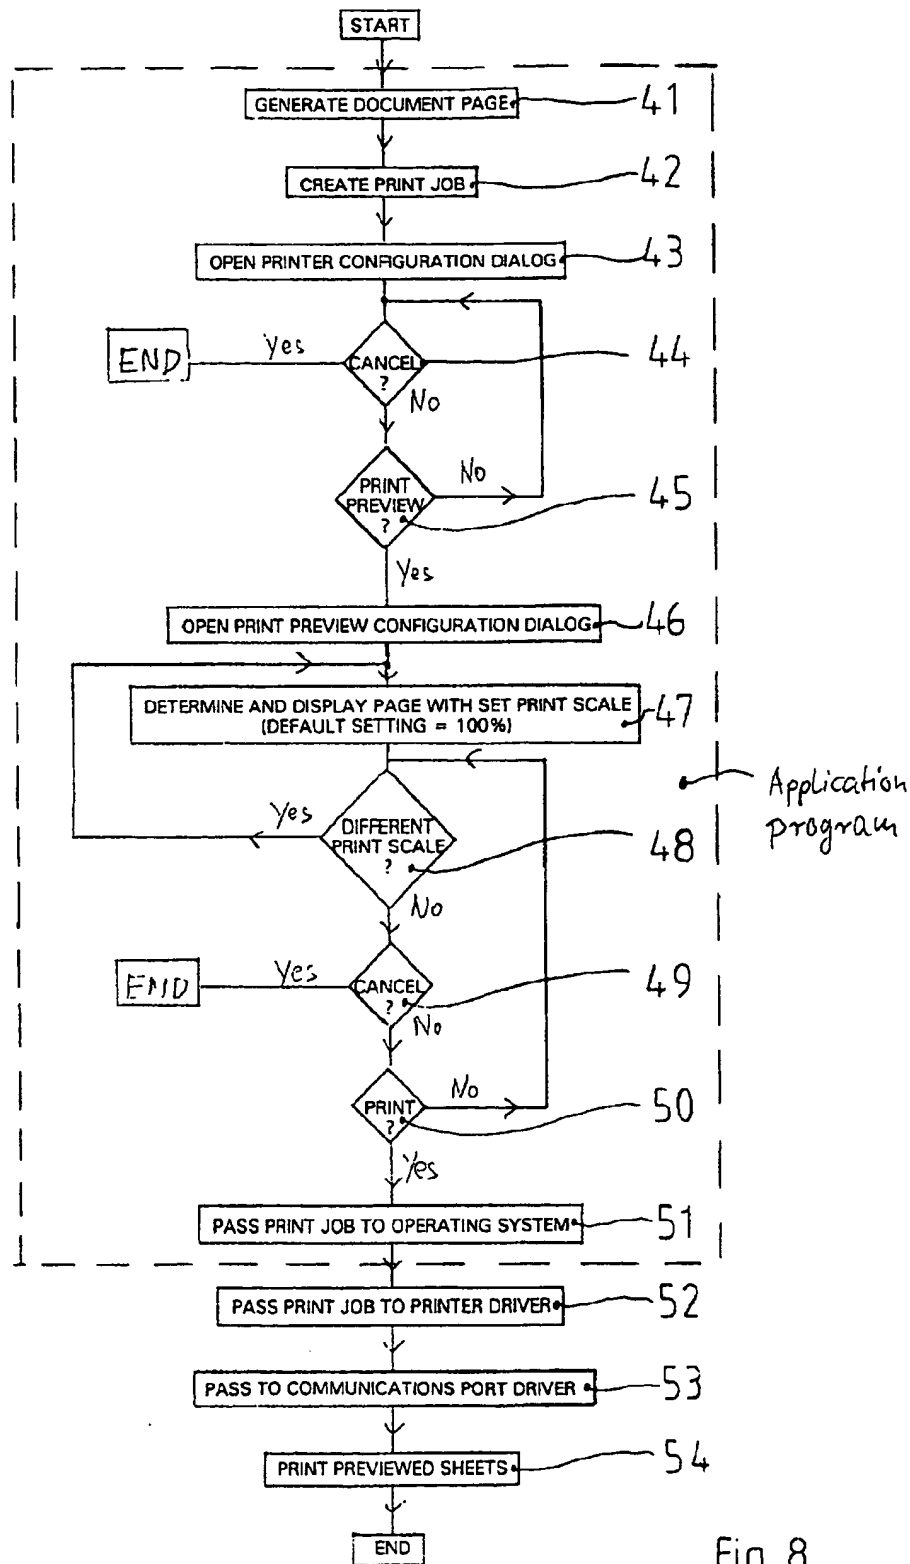 START
GENERATE DOCUMENT PAGE
41
CREATE PRINT JOB
42
OPEN PRINTER CONFIGURATION DIALOG
43
END
Yes
CANCEL
?
44
No
PRINT
PREVIEW
?
No
45
Yes
OPEN PRINT PREVIEW CONFIGURATION DIALOG
46
DETERMINE AND DISPLAY PAGE WITH SET PRINT SCALE
(DEFAULT SETTING = 100%)
47
Application
program
Yes
DIFFERENT
PRINT SCALE
?
48
No
END
Yes
CANCEL
?
49
No
PRINT
?
No
50
Yes
PASS PRINT JOB TO OPERATING SYSTEM
51
PASS PRINT JOB TO PRINTER DRIVER
52
PASS TO COMMUNICATIONS PORT DRIVER
53
PRINT PREVIEWED SHEETS
54
END
Fig. 8